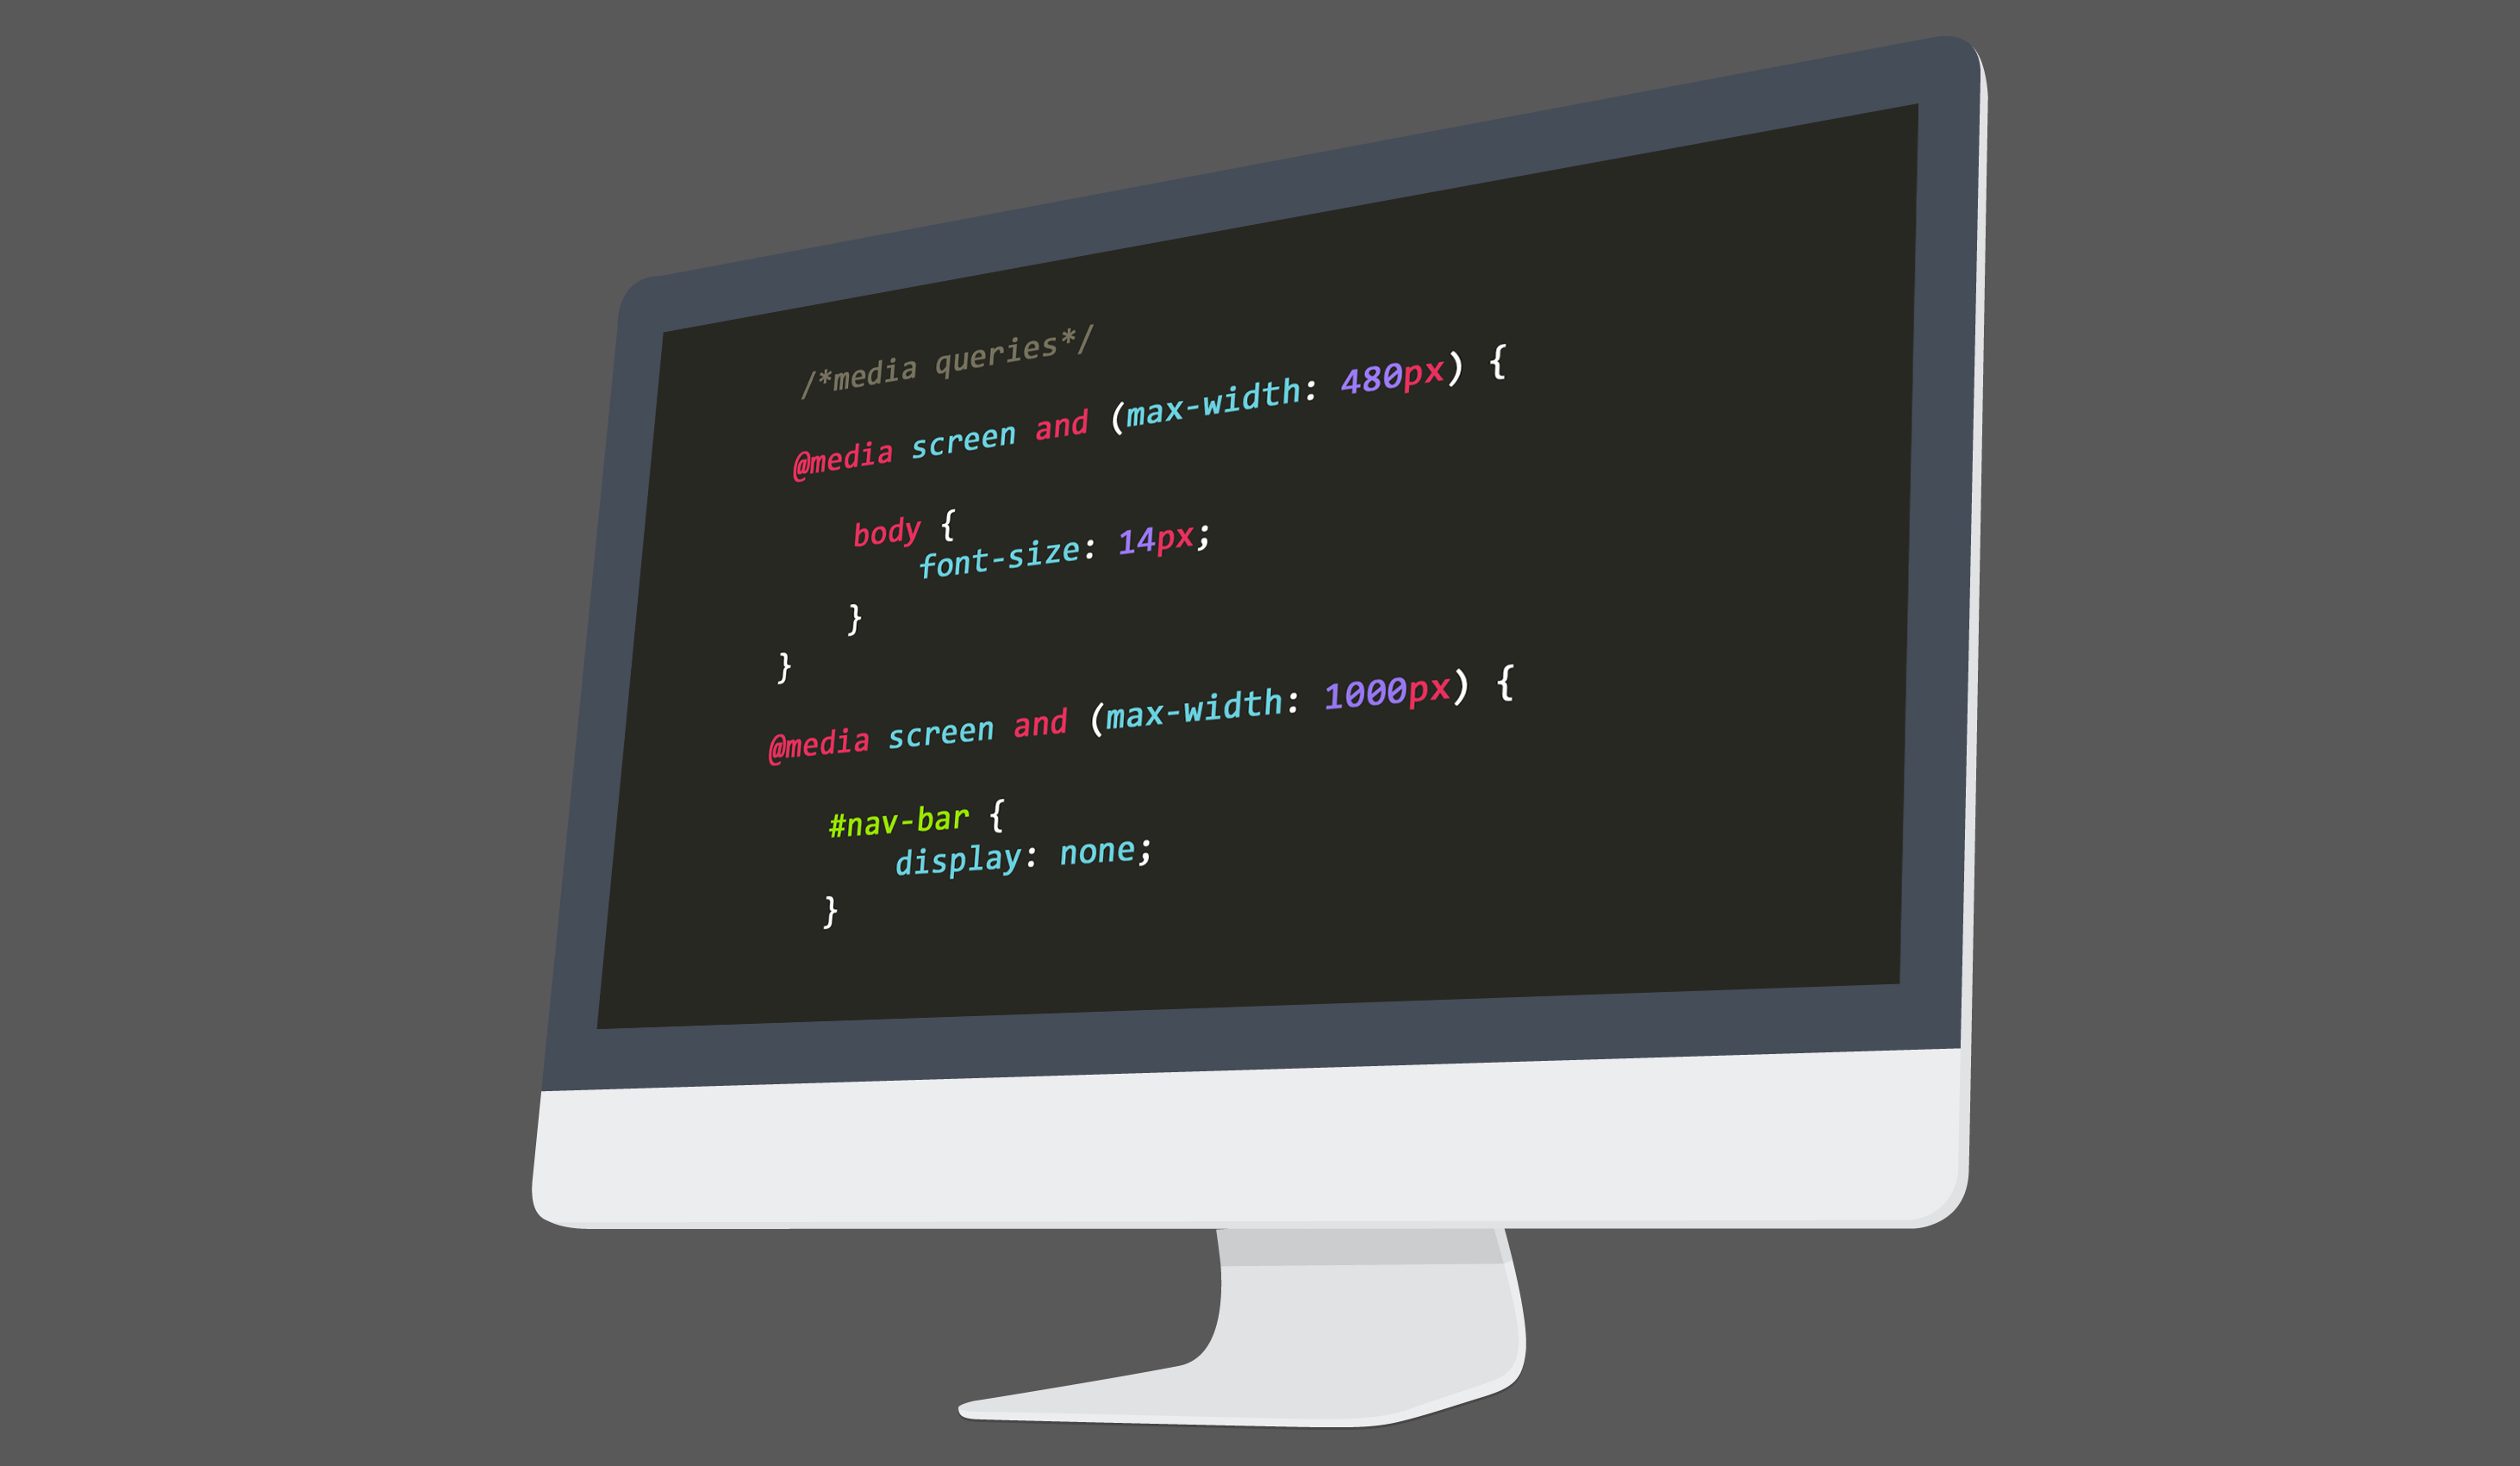 /*media queries*/
@media screen and (max-width: 480px) {
body {
font-size: 14px;
}
}
@media screen and (max-width: 1000px) {
#nav-bar {
display: none;
}